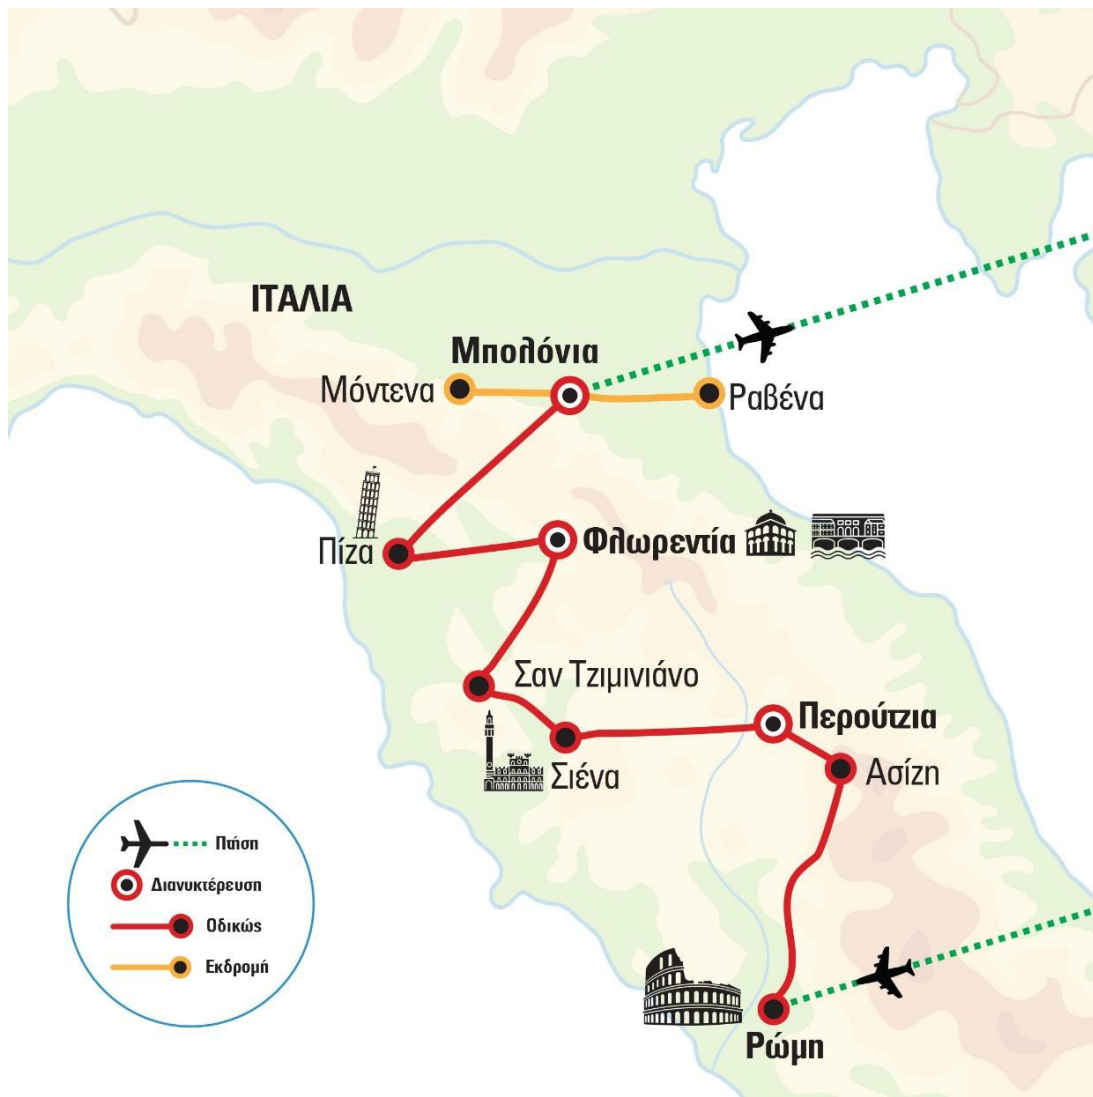 ΙΤΑΛΙΑ
Μπολόνια
Μόντενα
Ραβένα
Πίζα
Φλωρεντία
Σαν Τζιμινιάνο
Περούτζια
Σιένα
Ασίζη
Πτήση
Διανυκτέρευση
Οδικώς
Εκδρομή
Ρώμη